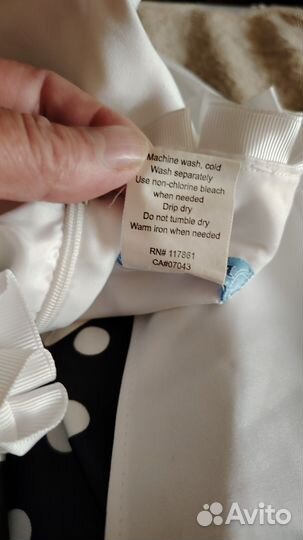 Machine wash, cold
Wash separately
Use non-chlorine bleach
when needed
Drip dry
Do not tumble dry
Warm iron when needed
RN# 117861
CA#07043
Avito